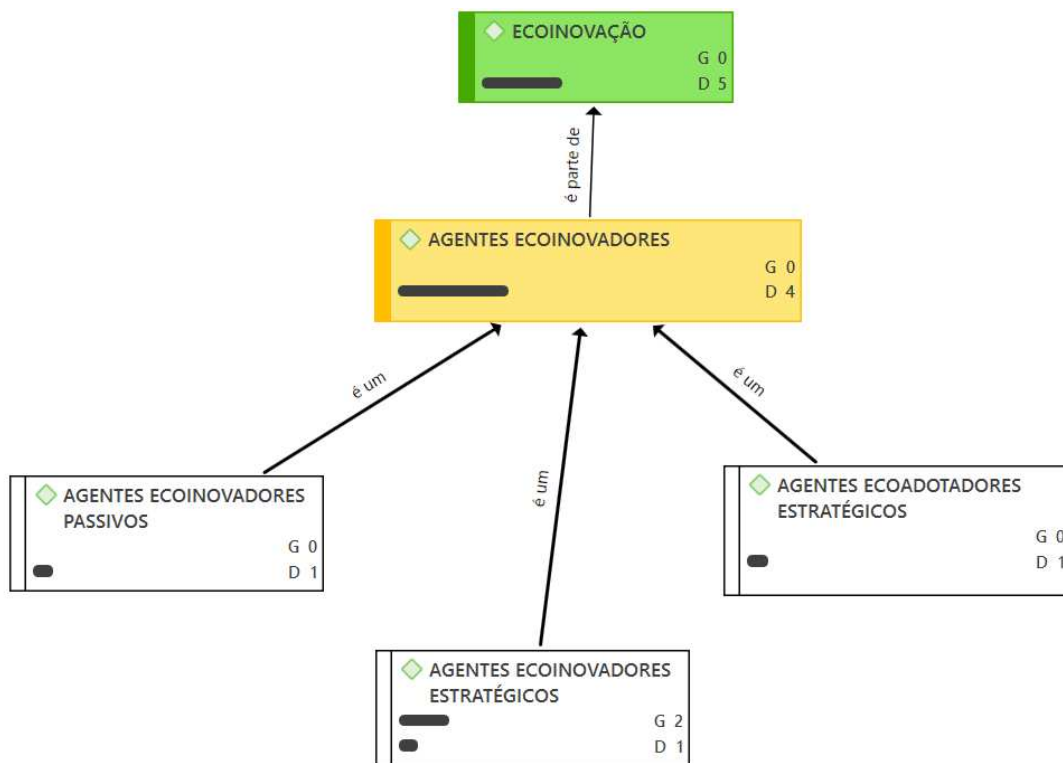 ECOINOVAÇÃO
G 0
D 5
é parte de
AGENTES ECOINOVADORES
G 0
D 4
é um
é um
é um
AGENTES ECOINOVADORES
PASSIVOS
G 0
D 1
AGENTES ECOADOTADORES
ESTRATÉGICOS
G 0
D 1
AGENTES ECOINOVADORES
ESTRATÉGICOS
G 2
D 1